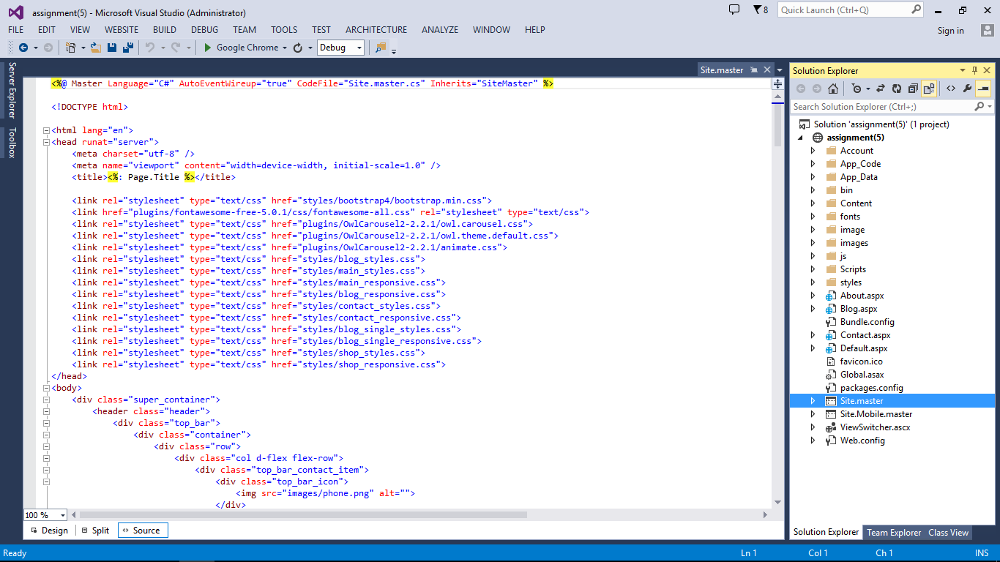 assignment(5) - Microsoft Visual Studio (Administrator)
8
Quick Launch (Ctrl+Q)
FILE EDIT VIEW WEBSITE BUILD DEBUG TEAM TOOLS TEST ARCHITECTURE ANALYZE WINDOW HELP
Sign in
Google Chrome
Debug
Server Explorer
Toolbox
Site.master
<%@ Master Language="C#" AutoEventWireup="true" CodeFile="Site.master.cs" Inherits="SiteMaster" %>
<!DOCTYPE html>
<html lang="en">
<head runat="server">
<meta charset="utf-8" />
<meta name="viewport" content="width=device-width, initial-scale=1.0" />
<title><%: Page.Title %></title>
<link rel="stylesheet" type="text/css" href="styles/bootstrap4/bootstrap.min.css">
<link href="plugins/fontawesome-free-5.0.1/css/fontawesome-all.css" rel="stylesheet" type="text/css">
<link rel="stylesheet" type="text/css" href="plugins/OwlCarousel2-2.2.1/owl.carousel.css">
<link rel="stylesheet" type="text/css" href="plugins/OwlCarousel2-2.2.1/owl.theme.default.css">
<link rel="stylesheet" type="text/css" href="plugins/OwlCarousel2-2.2.1/animate.css">
<link rel="stylesheet" type="text/css" href="styles/blog_styles.css">
<link rel="stylesheet" type="text/css" href="styles/main_styles.css">
<link rel="stylesheet" type="text/css" href="styles/main_responsive.css">
<link rel="stylesheet" type="text/css" href="styles/blog_responsive.css">
<link rel="stylesheet" type="text/css" href="styles/contact_styles.css">
<link rel="stylesheet" type="text/css" href="styles/contact_responsive.css">
<link rel="stylesheet" type="text/css" href="styles/blog_single_styles.css">
<link rel="stylesheet" type="text/css" href="styles/blog_single_responsive.css">
<link rel="stylesheet" type="text/css" href="styles/shop_styles.css">
<link rel="stylesheet" type="text/css" href="styles/shop_responsive.css">
</head>
<body>
<div class="super_container">
<header class="header">
<div class="top_bar">
<div class="container">
<div class="row">
<div class="col d-flex flex-row">
<div class="top_bar_contact_item">
<div class="top_bar_icon">
<img src="images/phone.png" alt="">
</div>
100 %
Design Split Source
Solution Explorer
Search Solution Explorer (Ctrl+;)
Solution 'assignment(5)' (1 project)
assignment(5)
Account
App_Code
App_Data
bin
Content
fonts
image
images
js
Scripts
styles
About.aspx
Blog.aspx
Bundle.config
Contact.aspx
Default.aspx
favicon.ico
Global.asax
packages.config
Site.master
Site.Mobile.master
ViewSwitcher.ascx
Web.config
Solution Explorer Team Explorer Class View
Ready Ln 1 Col 1 Ch 1 INS